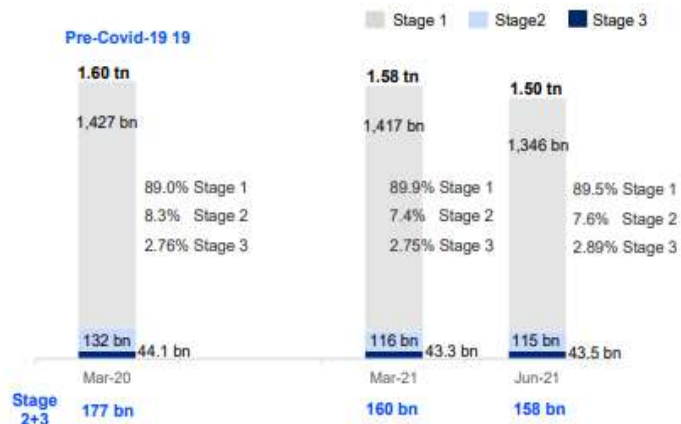 Stage 1 Stage2 Stage 3
Pre-Covid-19 19
1.60 tn 1.58 tn 1.50 tn
1,427 bn 1,417 bn 1,346 bn
89.0% Stage 1 89.9% Stage 1 89.5% Stage 1
8.3% Stage 2 7.4% Stage 2 7.6% Stage 2
2.76% Stage 3 2.75% Stage 3 2.89% Stage 3
132 bn 116 bn 115 bn
44.1 bn 43.3 bn 43.5 bn
Mar-20 Mar-21 Jun-21
Stage 2+3 177 bn 160 bn 158 bn